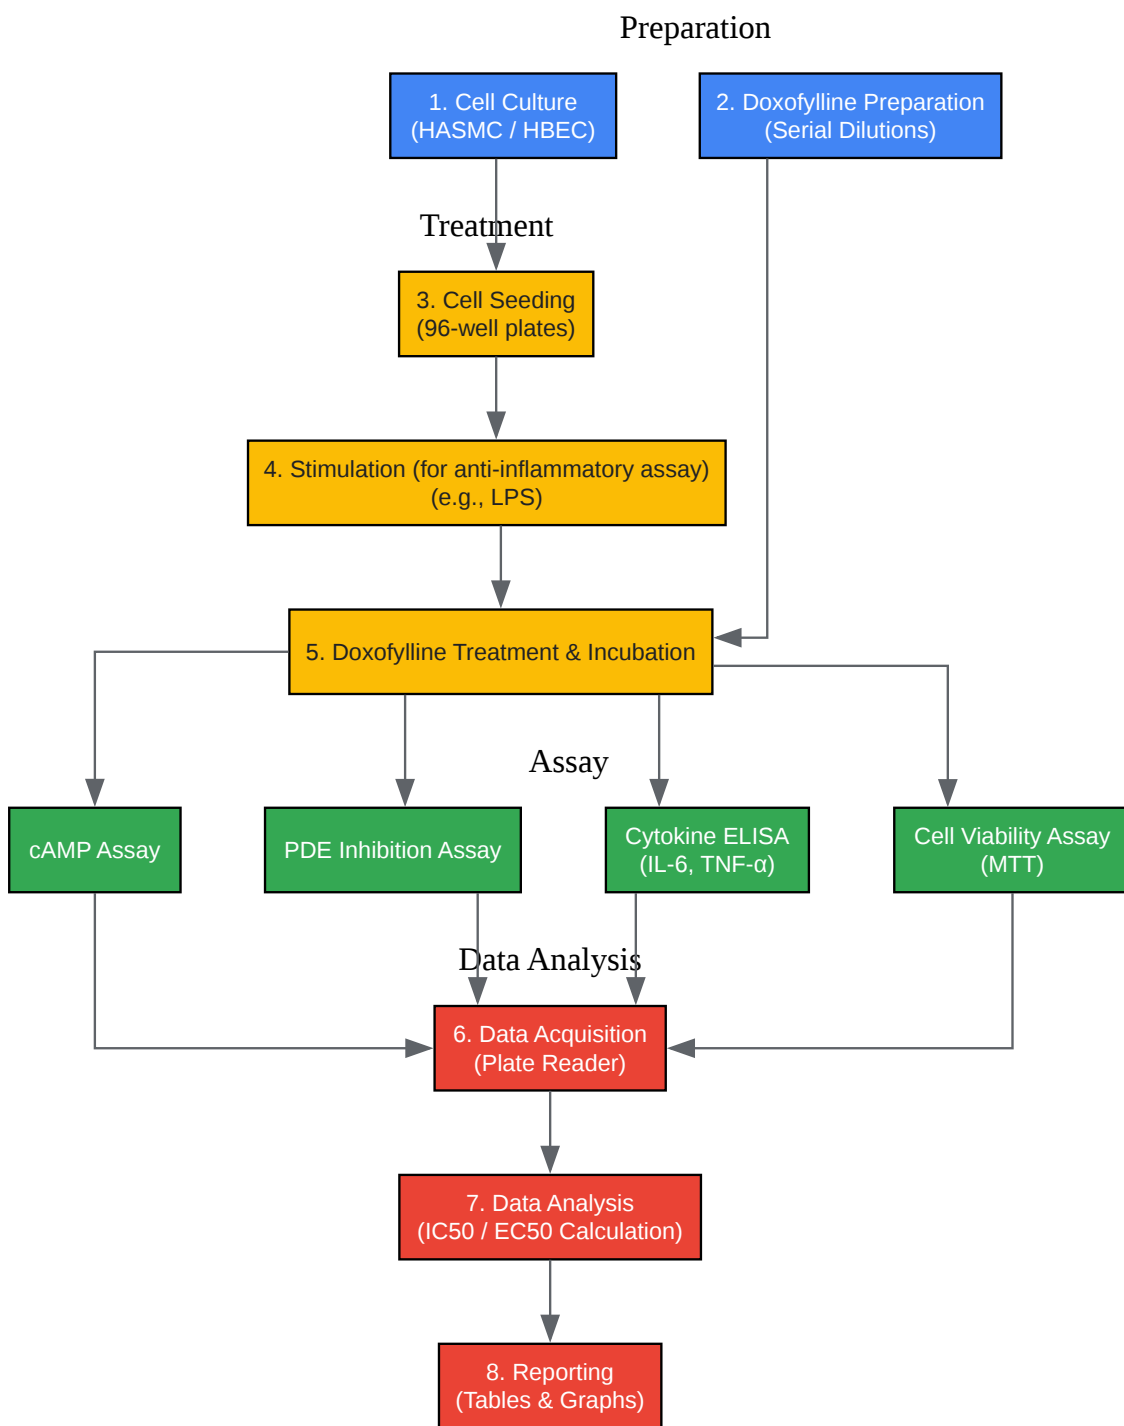 Preparation
1. Cell Culture
(HASMC / HBEC)
2. Doxofylline Preparation
(Serial Dilutions)
Treatment
3. Cell Seeding
(96-well plates)
4. Stimulation (for anti-inflammatory assay)
(e.g., LPS)
5. Doxofylline Treatment & Incubation
Assay
cAMP Assay
PDE Inhibition Assay
Cytokine ELISA
(IL-6, TNF-α)
Cell Viability Assay
(MTT)
Data Analysis
6. Data Acquisition
(Plate Reader)
7. Data Analysis
(IC50 / EC50 Calculation)
8. Reporting
(Tables & Graphs)